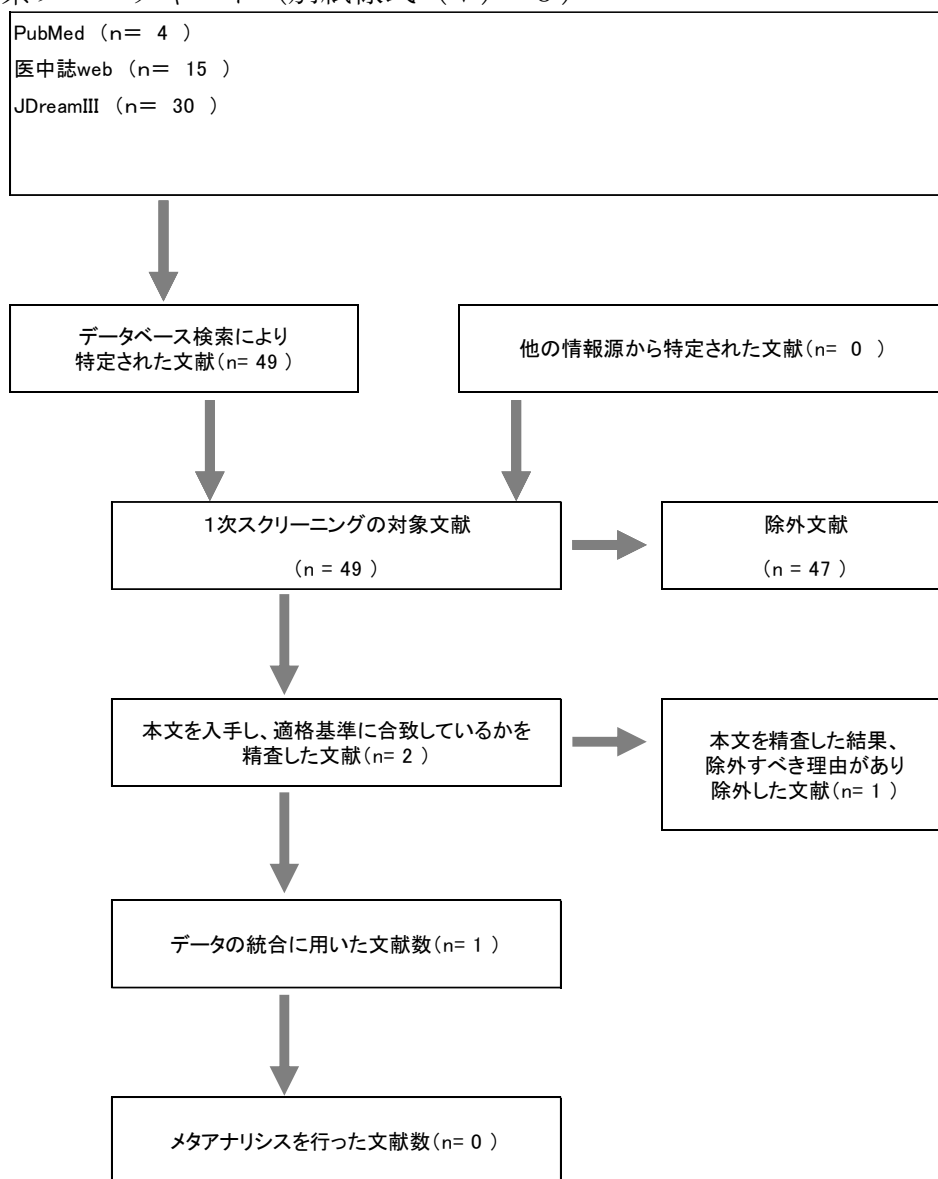 PubMed (n= 4 )
医中誌web (n= 15 )
JDreamIII (n= 30 )
データベース検索により
特定された文献(n= 49 )
他の情報源から特定された文献(n= 0 )
1次スクリーニングの対象文献
(n = 49 )
除外文献
(n = 47 )
本文を入手し、適格基準に合致しているかを
精査した文献(n= 2 )
本文を精査した結果、
除外すべき理由があり
除外した文献(n= 1 )
データの統合に用いた文献数(n= 1 )
メタアナリシスを行った文献数(n= 0 )